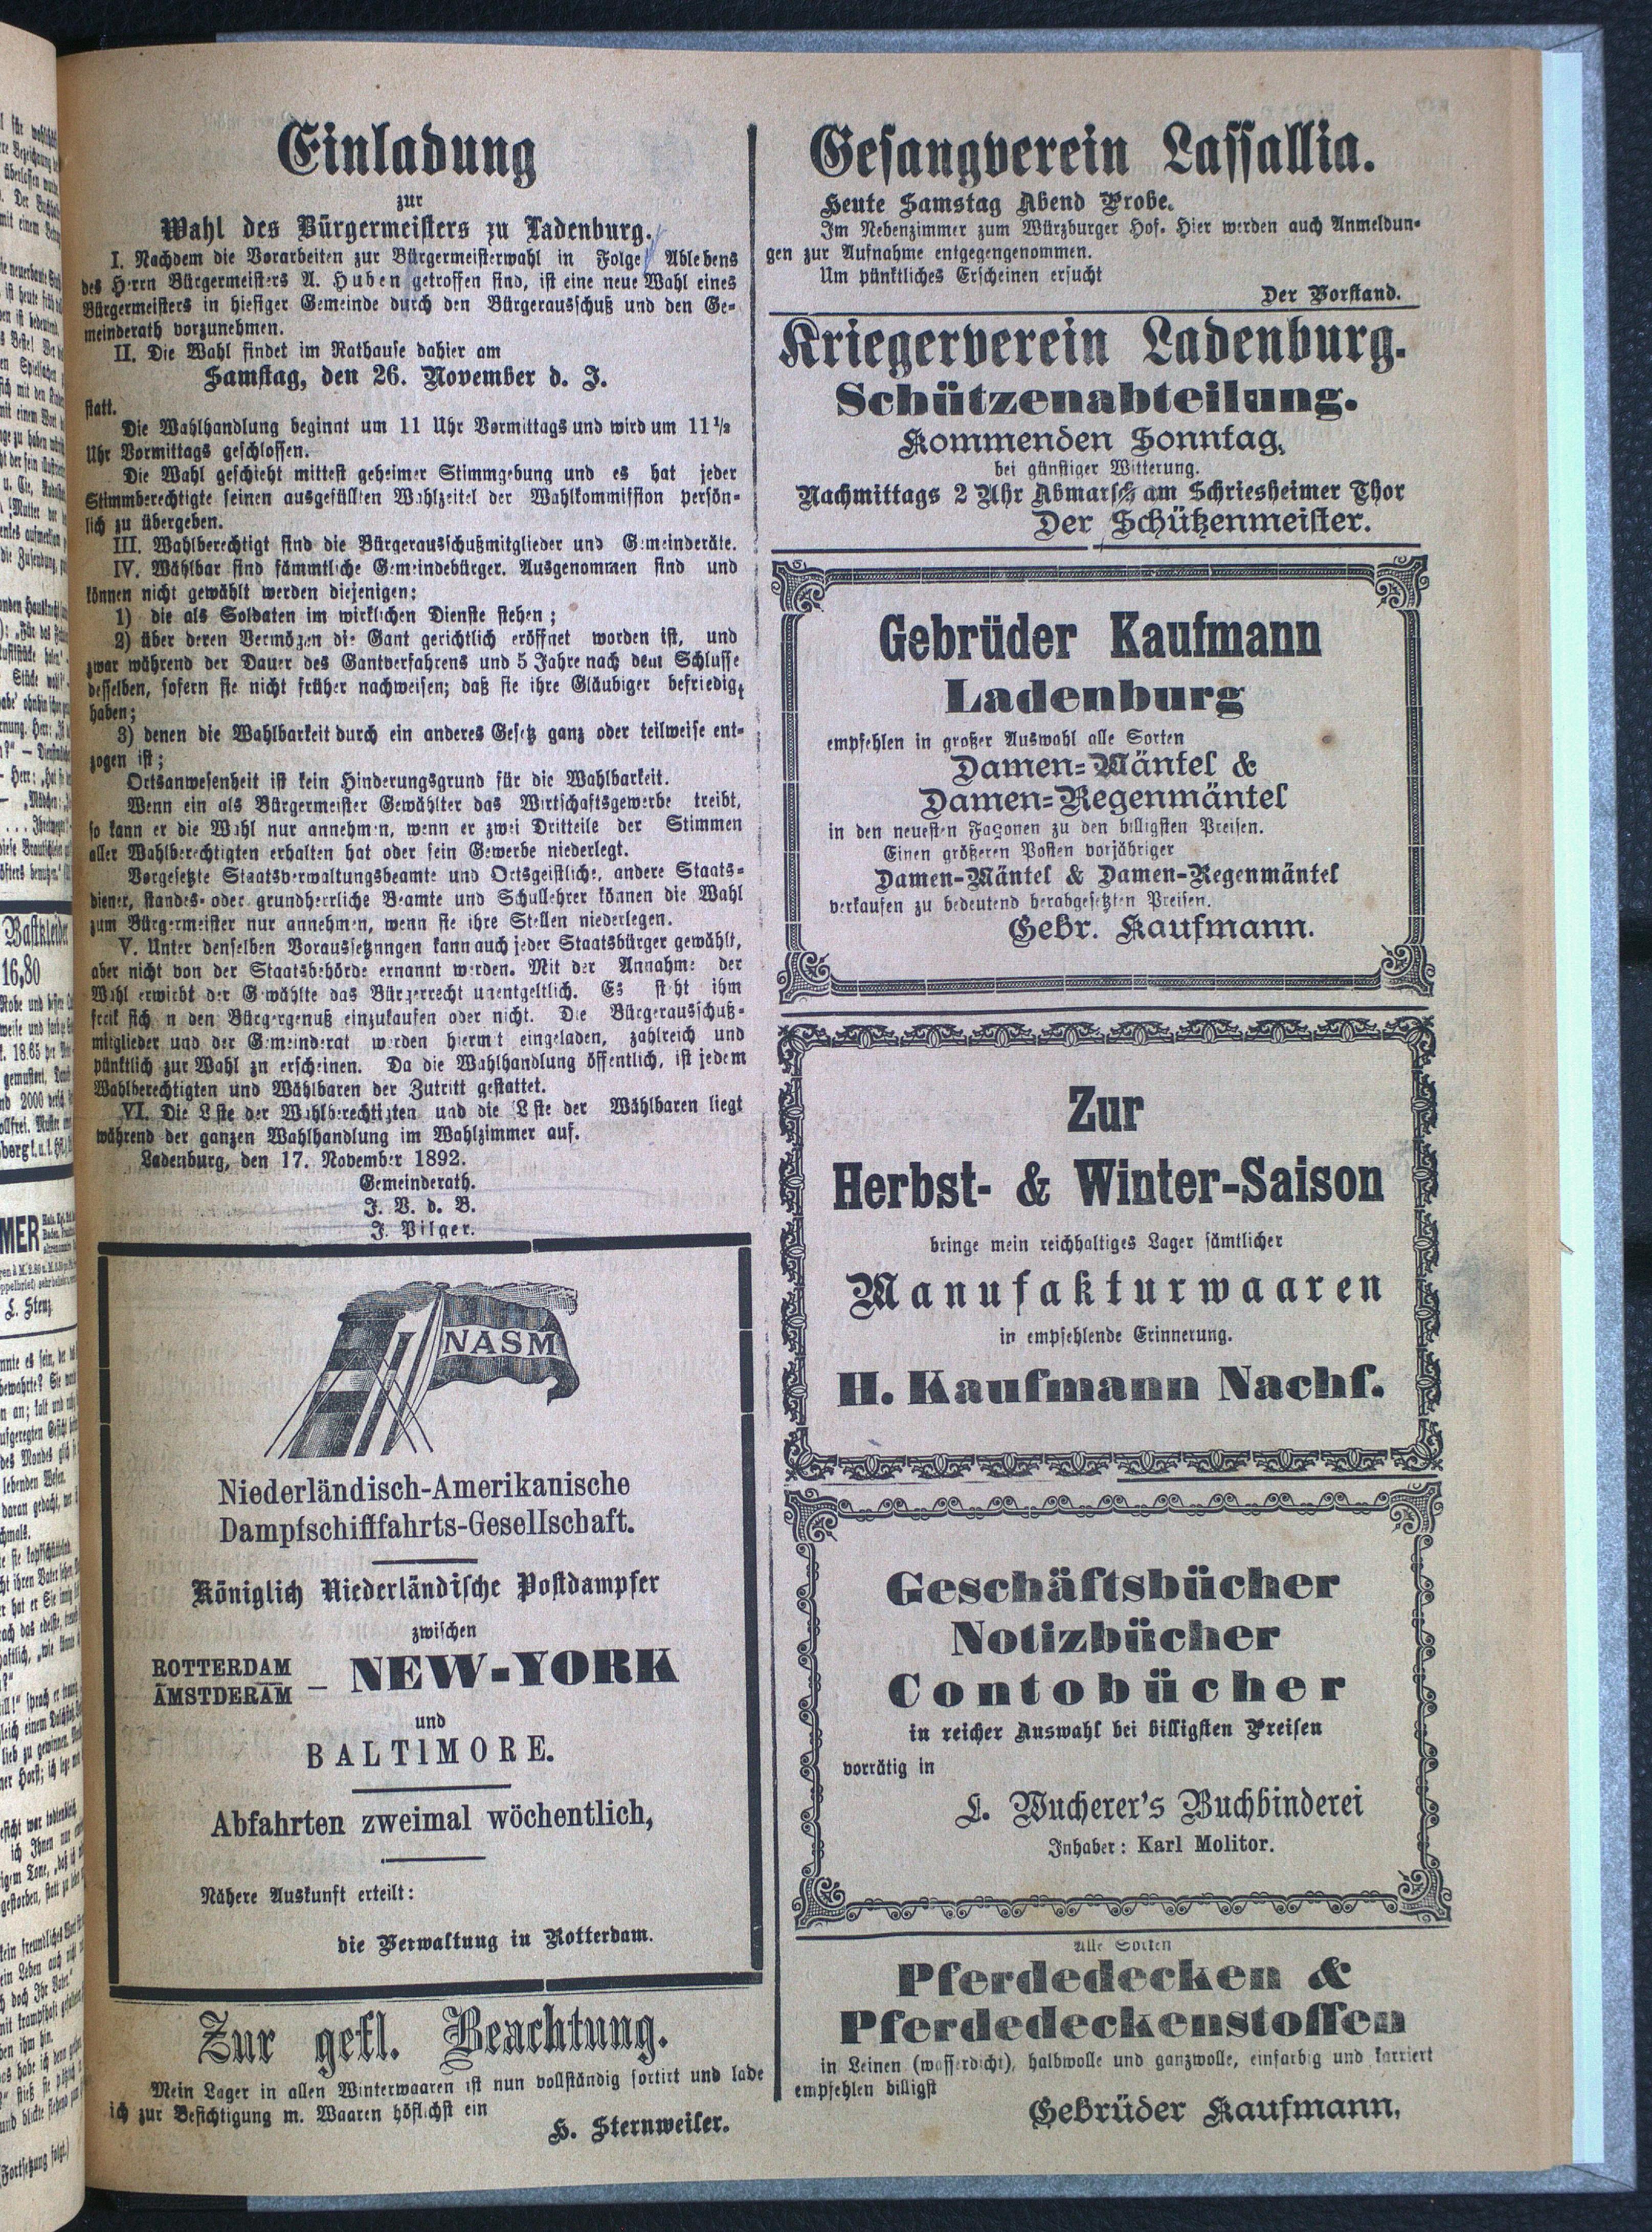 Einladung
zur
Wahl des Bürgermeisters zu Ladenburg.
I. Nachdem die Vorarbeiten zur Bürgermeisterwahl in Folge Ablebens
des Herrn Bürgermeisters A. Huben getroffen sind, ist eine neue Wahl eines
Bürgermeisters in hiesiger Gemeinde durch den Bürgerausschuß und den Ge-
meinderath vorzunehmen.
II. Die Wahl findet im Rathause dahier am
Samstag, den 26. November d. J.
statt.
Die Wahlhandlung beginnt um 11 Uhr Vormittags und wird um 11½
Uhr Vormittags geschlossen.
Die Wahl geschieht mittest geheimer Stimmgebung und es hat jeder
Stimmberechtigte seinen ausgefüllten Wahlzettel der Wahlkommission persön-
lich zu übergeben.
III. Wahlberechtigt sind die Bürgerausschußmitglieder und Gemeinderäte.
IV. Wählbar sind sämmtliche Gemeindebürger. Ausgenommen sind und
können nicht gewählt werden diejenigen:
1) die als Soldaten im wirklichen Dienste stehen;
2) über deren Vermögen die Gant gerichtlich eröffnet worden ist, und
zwar während der Dauer des Gantverfahrens und 5 Jahre nach dem Schlusse
desselben, sofern sie nicht früher nachweisen; daß sie ihre Gläubiger befriedigt
haben;
3) denen die Wahlbarkeit durch ein anderes Gesetz ganz oder teilweise ent-
zogen ist;
Ortsanwesenheit ist kein Hinderungsgrund für die Wahlbarkeit.
Wenn ein als Bürgermeister Gewählter das Wirtschaftsgewerbe treibt,
so kann er die Wahl nur annehmen, wenn er zwei Dritteile der Stimmen
aller Wahlberechtigten erhalten hat oder sein Gewerbe niederlegt.
Vorgesetzte Staatsverwaltungsbeamte und Ortsgeistliche, andere Staats-
diener, standes- oder grundherrliche Beamte und Schullehrer können die Wahl
zum Bürgermeister nur annehmen, wenn sie ihre Stellen niederlegen.
V. Unter denselben Voraussetzungen kann auch jeder Staatsbürger gewählt,
aber nicht von der Staatsbehörde ernannt werden. Mit der Annahme der
Wahl erwirbt der Gewählte das Bürgerrecht unentgeltlich. Es steht ihm
freit sich n den Bürgergenuß einzukaufen oder nicht. Die Bürgerausschuß-
mitglieder und der Gemeinderat werden hiermit eingeladen, zahlreich und
pünktlich zur Wahl zu erscheinen. Da die Wahlhandlung öffentlich, ist jedem
Wahlberechtigten und Wählbaren der Zutritt gestattet.
VI. Die Liste der Wahlberechtigten und die Liste der Wählbaren liegt
während der ganzen Wahlhandlung im Wahlzimmer auf.
Ladenburg, den 17. November 1892.
Gemeinderath.
J. V. d. B.
J. Pilger.
NASM
Niederländisch-Amerikanische
Dampfschifffahrts-Gesellschaft.
Königlich Niederländische Postdampfer
zwischen
ROTTERDAM
AMSTDERAM – NEW-YORK
und
BALTIMORE.
Abfahrten zweimal wöchentlich,
Nähere Auskunft erteilt:
die Verwaltung in Rotterdam.
Zur gefl. Beachtung.
Mein Lager in allen Winterwaaren ist nun vollständig sortirt und lade
ich zur Besichtigung m. Waaren höflichst ein
H. Sternweiler.
Gesangverein Lassallia.
Heute Samstag Abend Probe.
Im Nebenzimmer zum Würzburger Hof. Hier werden auch Anmeldun-
gen zur Aufnahme entgegengenommen.
Um pünktliches Erscheinen ersucht
Der Vorstand.
Kriegerverein Ladenburg.
Schützenabteilung.
Kommenden Sonntag,
bei günstiger Witterung.
Nachmittags 2 Uhr Abmarsch am Schriesheimer Thor
Der Schützenmeister.
Gebrüder Kaufmann
Ladenburg
empfehlen in großer Auswahl alle Sorten
Damen-Mäntel &
Damen-Regenmäntel
in den neuesten Façonen zu den billigsten Preisen.
Einen größeren Posten vorjähriger
Damen-Mäntel & Damen-Regenmäntel
verkaufen zu bedeutend herabgesetzten Preisen.
Gebr. Kaufmann.
Zur
Herbst- & Winter-Saison
bringe mein reichhaltiges Lager sämtlicher
Manufakturwaaren
in empfehlende Erinnerung.
H. Kaufmann Nachf.
Geschäftsbücher
Notizbücher
Contobücher
in reicher Auswahl bei billigsten Preisen
vorrätig in
L. Wucherer's Buchbinderei
Inhaber: Karl Molitor.
Alle Sorten
Pferdedecken &
Pferdedeckenstoffen
in Leinen (wasserdicht), halbwolle und ganzwolle, einfarbig und karriert
empfehlen billigst
Gebrüder Kaufmann,